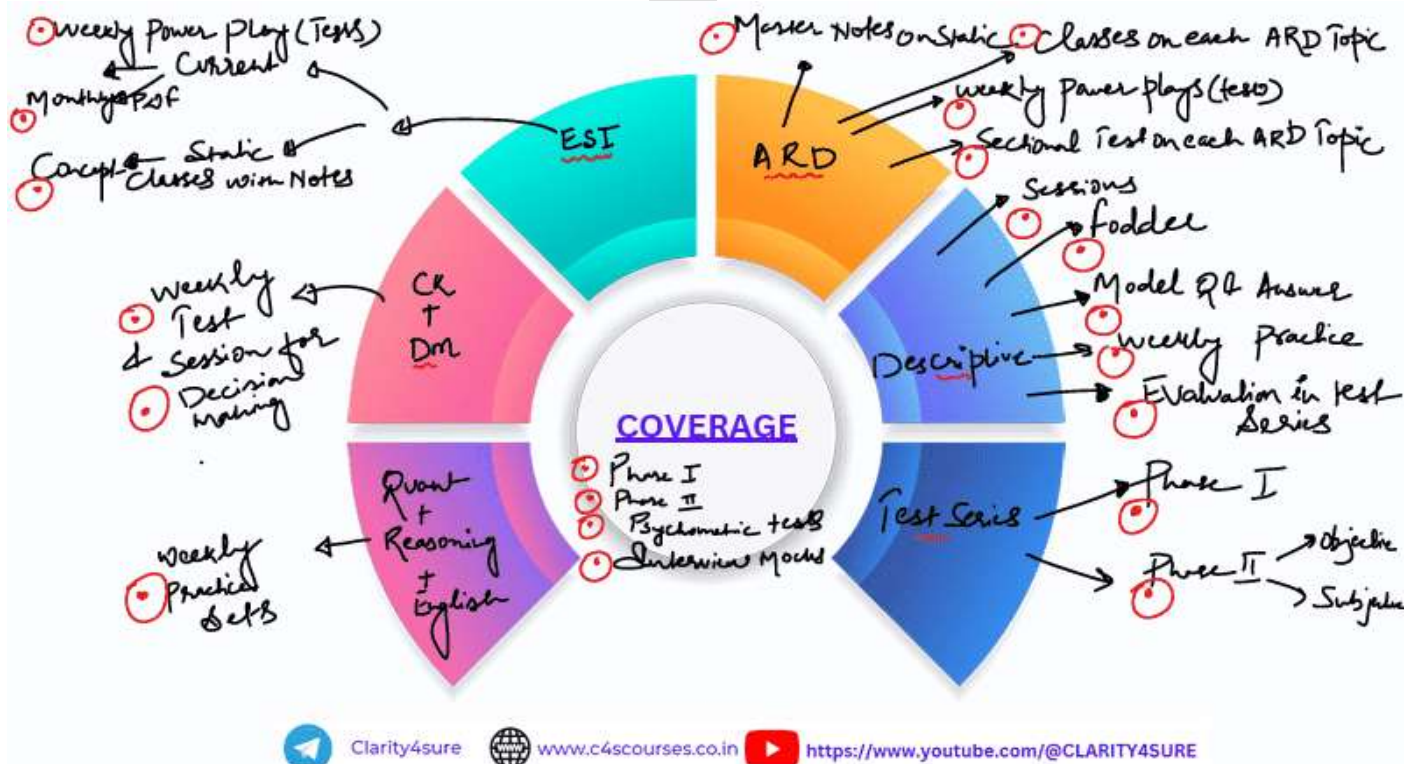 Weekly Power Play (Tests)
Current
Monthly PDF
Static
Concept Classes with Notes
ESI
Master Notes on Static
Classes on each ARD Topic
Weekly Power Plays (tests)
Sectional Test on each ARD Topic
ARD
Sessions
Fodder
Model Q & Answer
Weekly Practice
Evaluation in test
Series
Descriptive
Weekly
Test
+ Session for
Decision
Making
+
DM
COVERAGE
Phase I
Phase II
Psychometric tests
Interview Mocks
Quant
+
Reasoning
+
English
Weekly
Practice
Sets
Test Series
Phase I
Phase II
Objective
Subjective
Clarity4sure
www.c4scourses.co.in
https://www.youtube.com/@CLARITY4SURE